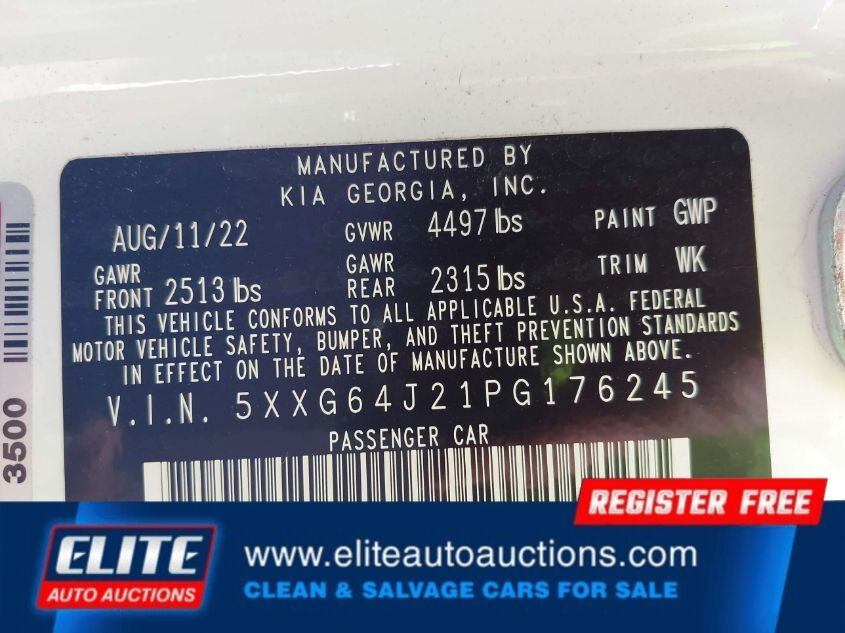 MANUFACTURED BY
KIA GEORGIA, INC.
AUG/11/22 GVWR 4497 lbs PAINT GWP
GAWR FRONT 2513 lbs GAWR REAR 2315 lbs TRIM WK
THIS VEHICLE CONFORMS TO ALL APPLICABLE U.S.A. FEDERAL
MOTOR VEHICLE SAFETY, BUMPER, AND THEFT PREVENTION STANDARDS
IN EFFECT ON THE DATE OF MANUFACTURE SHOWN ABOVE.
V.I.N. 5XXG64J21PG176245
PASSENGER CAR
3500
REGISTER FREE
ELITE
AUTO AUCTIONS
www.eliteautoauctions.com
CLEAN & SALVAGE CARS FOR SALE